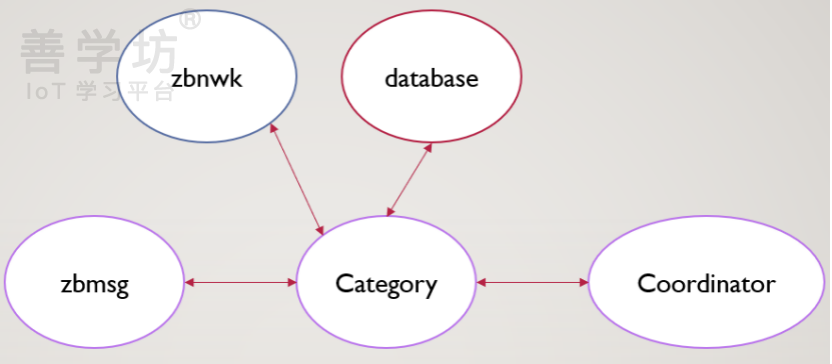 善学坊®
IoT 学习平台
zbnwk
database
zbmsg
Category
Coordinator